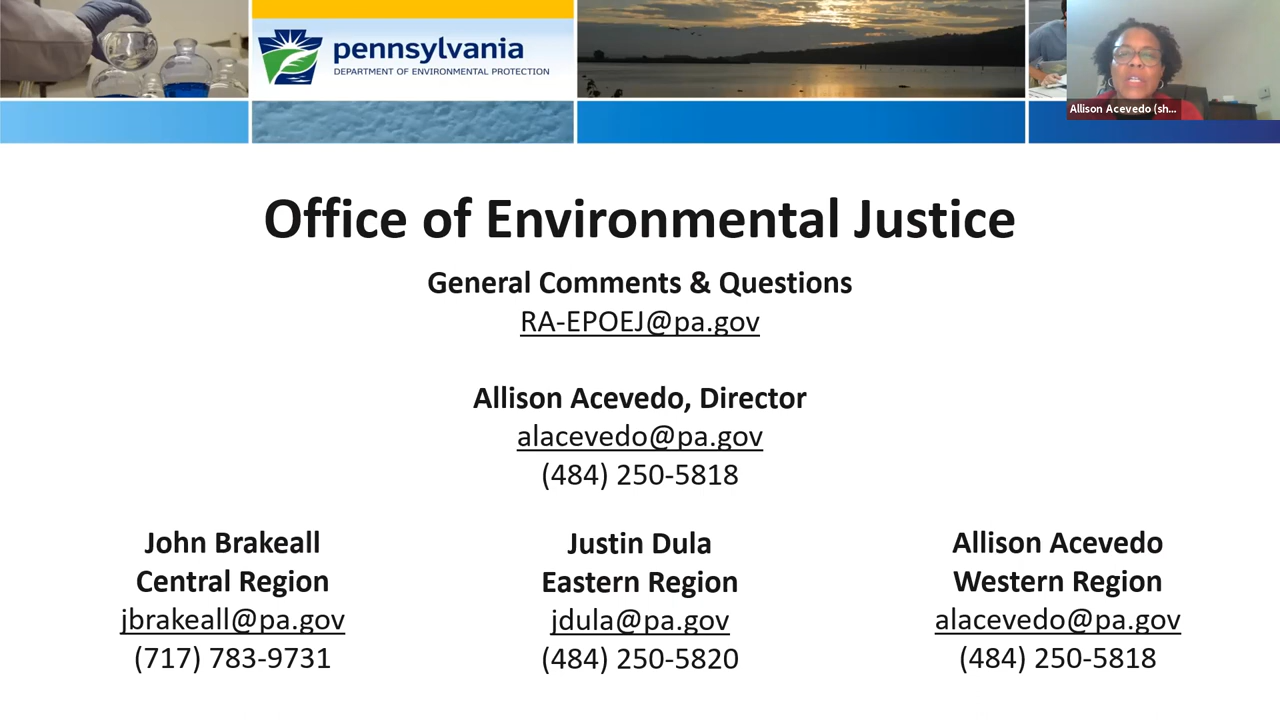 pennsylvania
DEPARTMENT OF ENVIRONMENTAL PROTECTION
Allison Acevedo (sh...
Office of Environmental Justice
General Comments & Questions
RA-EPOEJ@pa.gov
Allison Acevedo, Director
alacevedo@pa.gov
(484) 250-5818
John Brakeall
Central Region
jbrakeall@pa.gov
(717) 783-9731
Justin Dula
Eastern Region
jdula@pa.gov
(484) 250-5820
Allison Acevedo
Western Region
alacevedo@pa.gov
(484) 250-5818